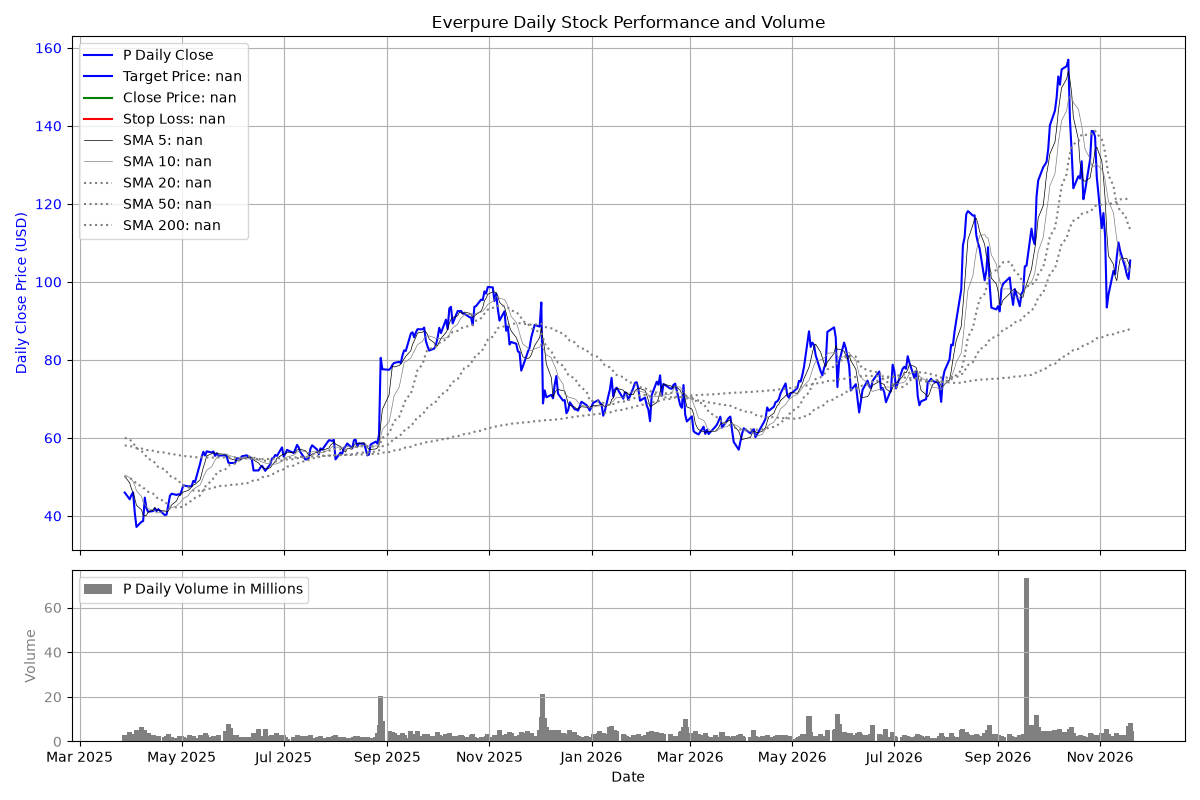 Everpure Daily Stock Performance and Volume
160
140
120
100
80
60
40
Daily Close Price (USD)
P Daily Close
Target Price: nan
Close Price: nan
Stop Loss: nan
SMA 5: nan
SMA 10: nan
SMA 20: nan
SMA 50: nan
SMA 200: nan
P Daily Volume in Millions
60
40
20
0
Volume
Mar 2025 May 2025 Jul 2025 Sep 2025 Nov 2025 Jan 2026 Mar 2026 May 2026 Jul 2026 Sep 2026 Nov 2026
Date